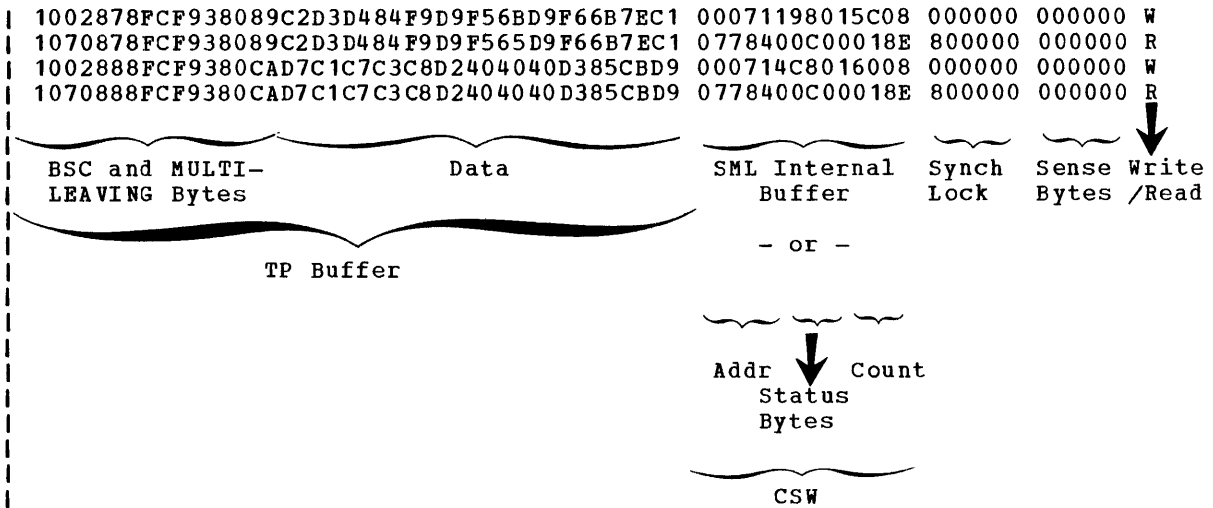 1002878FCF938089C2D3D484F9D9F56BD9F66B7EC1 00071198015C08 000000 000000 W
1070878FCF938089C2D3D484F9D9F565D9F66B7EC1 0778400C00018E 800000 000000 R
1002888FCF9380CAD7C1C7C3C8D2404040D385CBD9 000714C8016008 000000 000000 W
1070888FCF9380CAD7C1C7C3C8D2404040D385CBD9 0778400C00018E 800000 000000 R
BSC and MULTI- Data SML Internal Synch Sense Write
LEAVING Bytes Buffer Lock Bytes /Read
- or -
TP Buffer
Addr Count
Status
Bytes
CSW